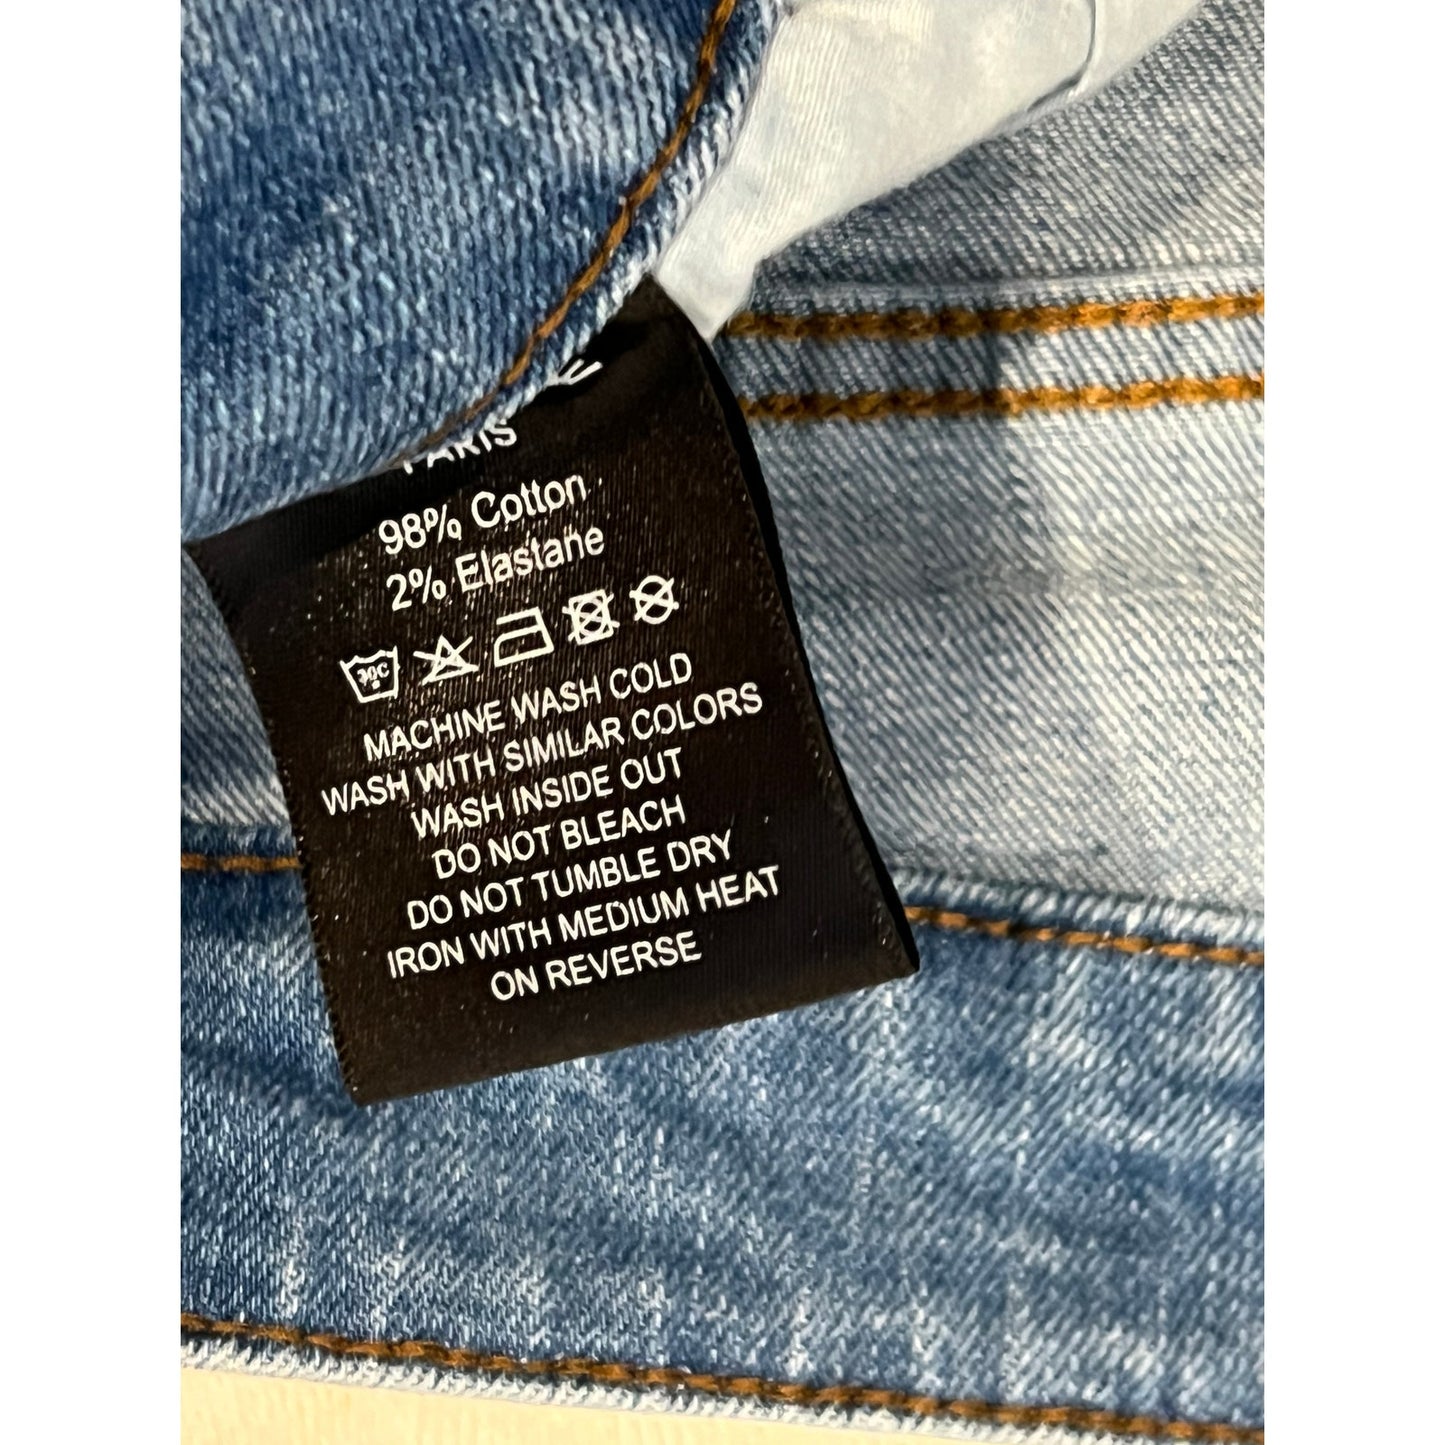 PARIS
98% Cotton
2% Elastane
30C
MACHINE WASH COLD
WASH WITH SIMILAR COLORS
WASH INSIDE OUT
DO NOT BLEACH
DO NOT TUMBLE DRY
IRON WITH MEDIUM HEAT
ON REVERSE